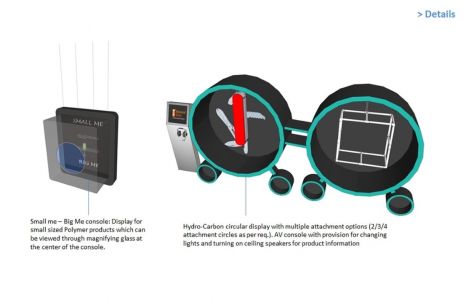 > Details
SMALL ME
BIG ME
Small me – Big Me console: Display for
small sized Polymer products which can
be viewed through magnifying glass at
the center of the console.
Hydro-Carbon circular display with multiple attachment options (2/3/4
attachment circles as per req.). AV console with provision for changing
lights and turning on ceiling speakers for product information